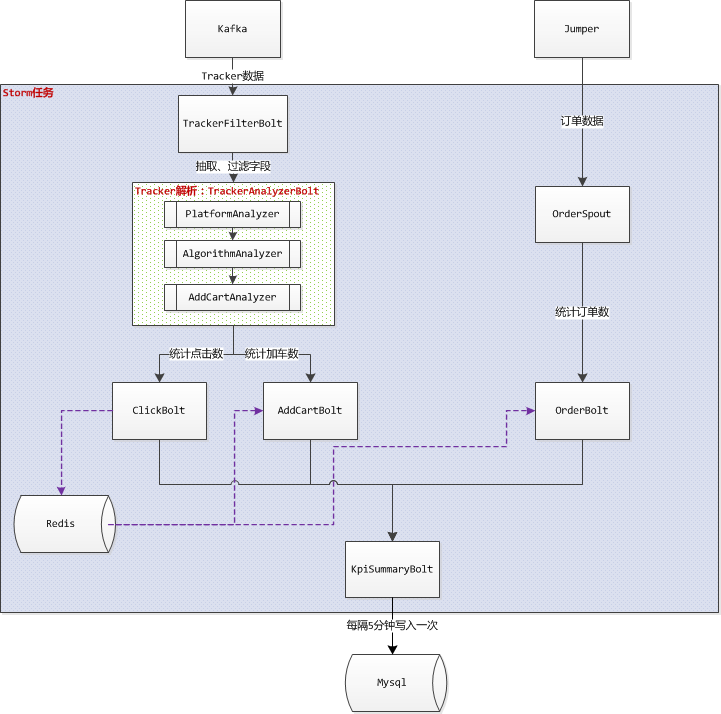 Kafka
Jumper
Tracker数据
Storm任务
TrackerFilterBolt
订单数据
抽取、过滤字段
Tracker解析：TrackerAnalyzerBolt
PlatformAnalyzer
OrderSpout
AlgorithmAnalyzer
AddCartAnalyzer
统计订单数
统计点击数
统计加车数
ClickBolt
AddCartBolt
OrderBolt
Redis
KpiSummaryBolt
每隔5分钟写入一次
Mysql